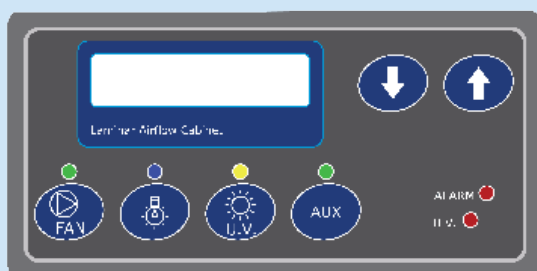 Laminar Airflow Cabinet
FAN
U.V.
AUX
ALARM
U.V.